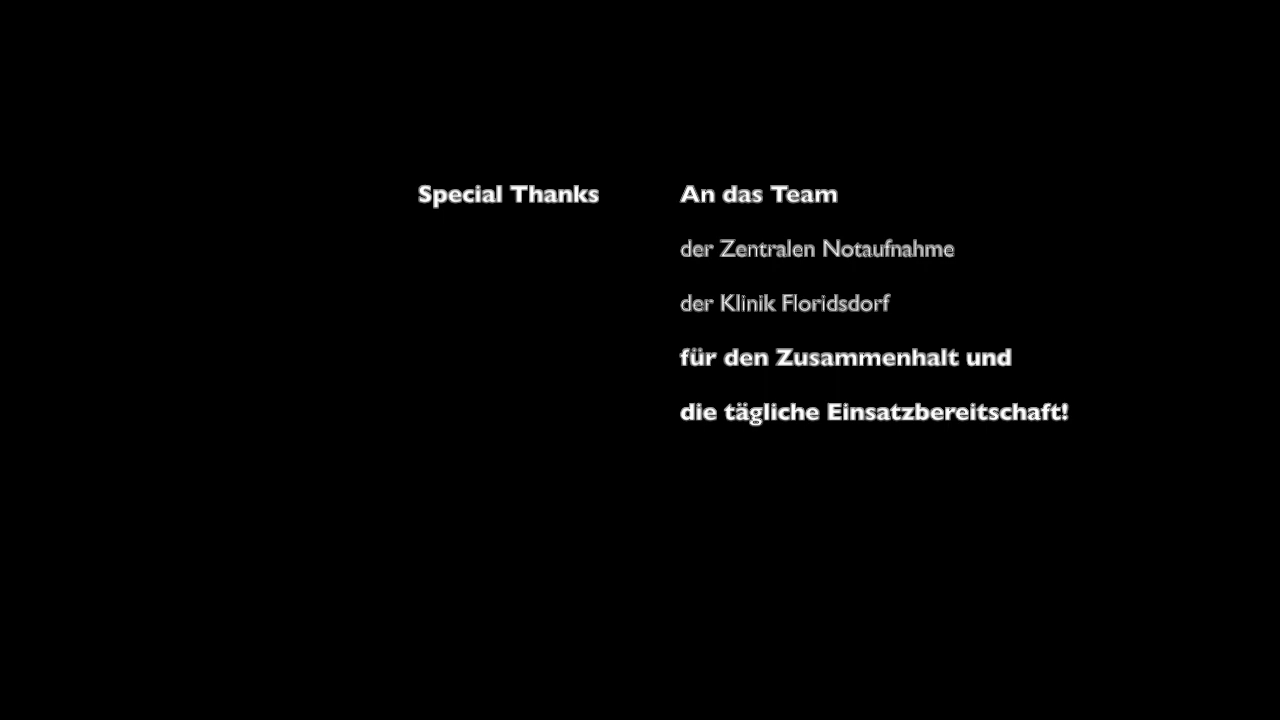 Special Thanks An das Team
der Zentralen Notaufnahme
der Klinik Floridsdorf
für den Zusammenhalt und
die tägliche Einsatzbereitschaft!